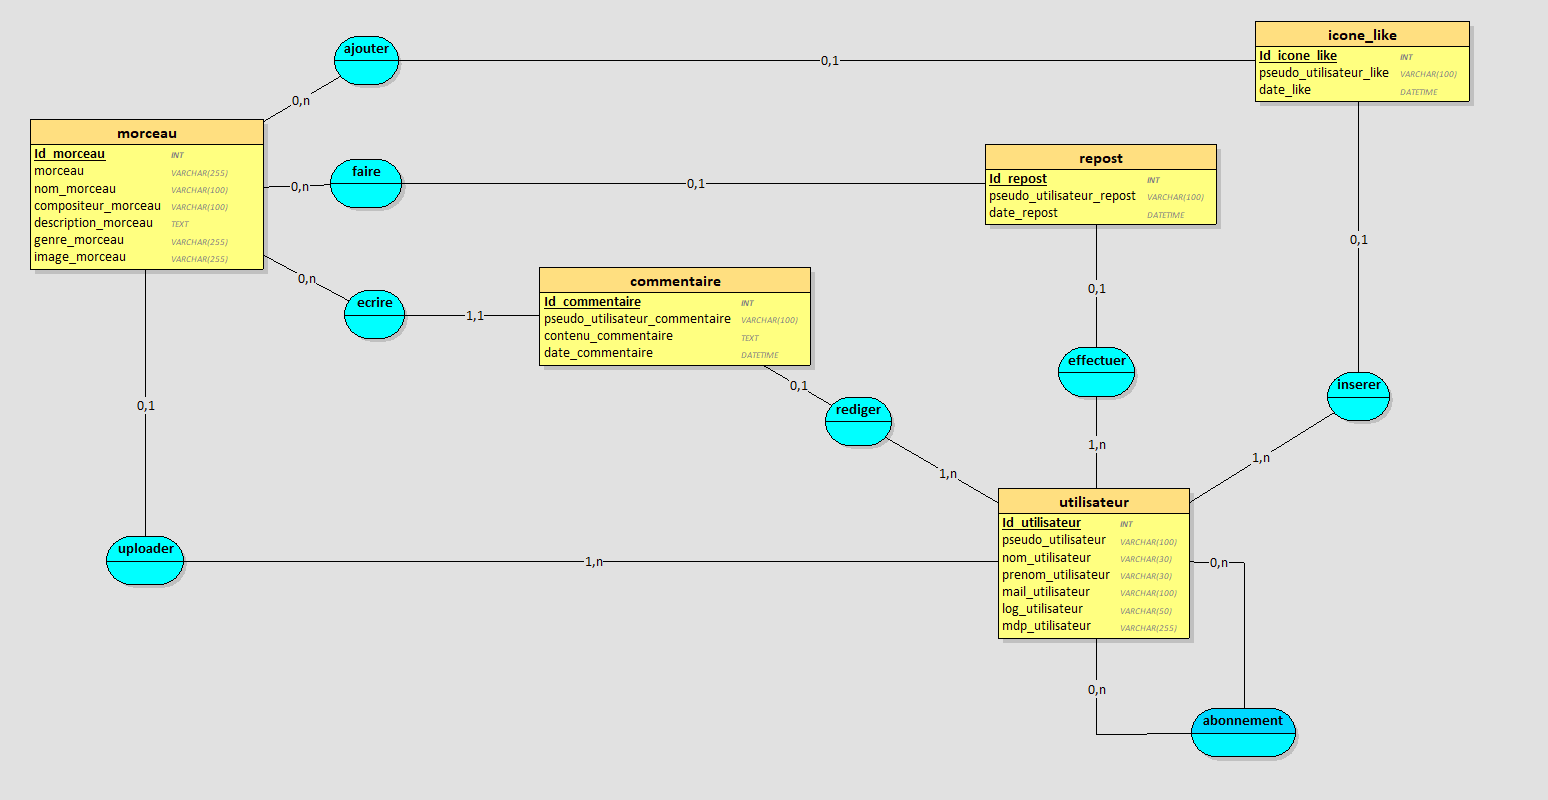 ajouter
0,n
0,1
icone_like
Id_icone_like INT
pseudo_utilisateur_like VARCHAR(100)
date_like DATETIME
morceau
Id_morceau INT
morceau VARCHAR(255)
nom_morceau VARCHAR(100)
compositeur_morceau VARCHAR(100)
description_morceau TEXT
genre_morceau VARCHAR(255)
image_morceau VARCHAR(255)
0,n
faire
0,1
repost
Id_repost INT
pseudo_utilisateur_repost VARCHAR(100)
date_repost DATETIME
0,1
0,n
ecrire
1,1
commentaire
Id_commentaire INT
pseudo_utilisateur_commentaire VARCHAR(100)
contenu_commentaire TEXT
date_commentaire DATETIME
0,1
effectuer
inserer
0,1
rediger
0,1
1,n
1,n
1,n
uploader
1,n
utilisateur
Id_utilisateur INT
pseudo_utilisateur VARCHAR(100)
nom_utilisateur VARCHAR(30)
prenom_utilisateur VARCHAR(30)
mail_utilisateur VARCHAR(100)
log_utilisateur VARCHAR(50)
mdp_utilisateur VARCHAR(255)
0,n
0,n
abonnement